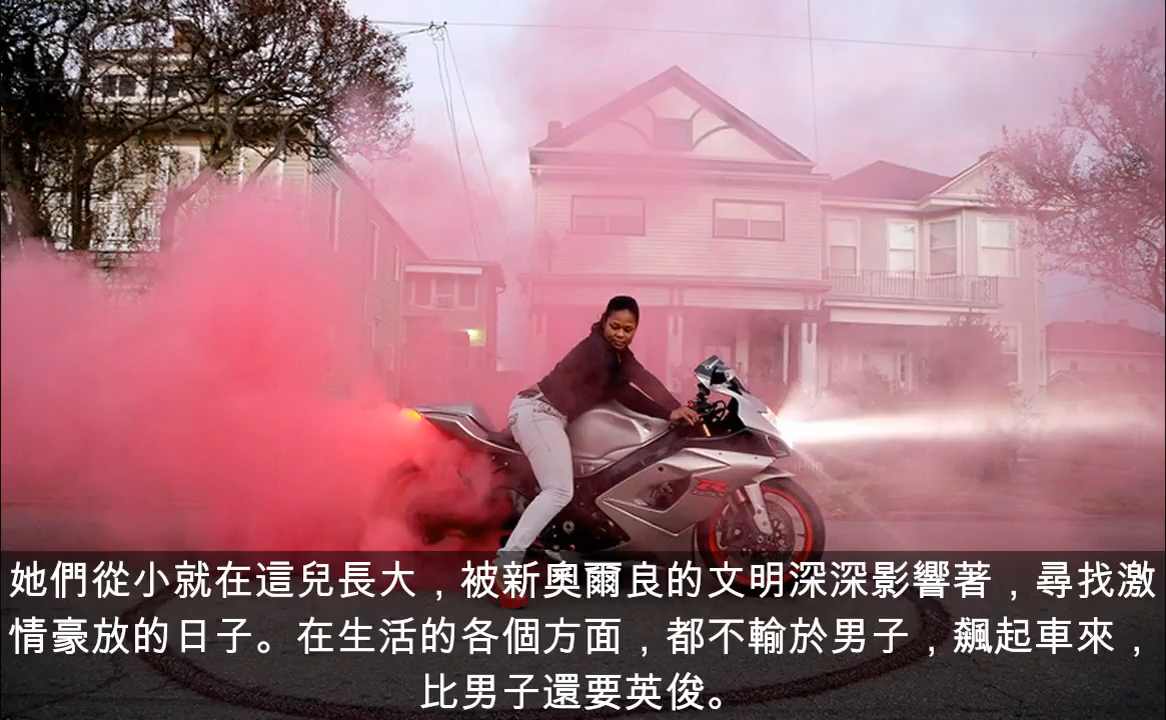 R
她們從小就在這兒長大，被新奧爾良的文明深深影響著，尋找激
情豪放的日子。在生活的各個方面，都不輸於男子，飆起車來，
比男子還要英俊。